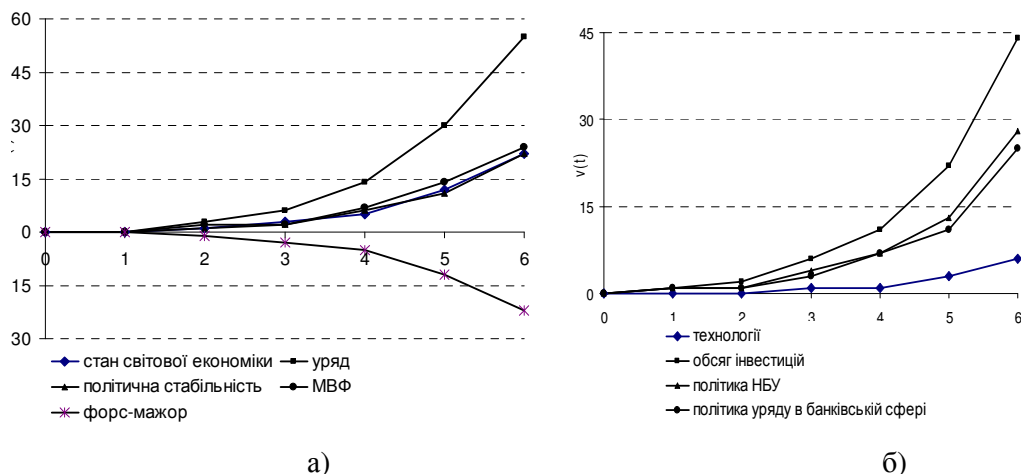 60
45
30
15
0
15
30
0 1 2 3 4 5 6
стан світової економіки
уряд
політична стабільність
МВФ
форс-мажор
а)
45
30
15
0
v(t)
0 1 2 3 4 5 6
технології
обсяг інвестицій
політика НБУ
політика уряду в банківській сфері
б)